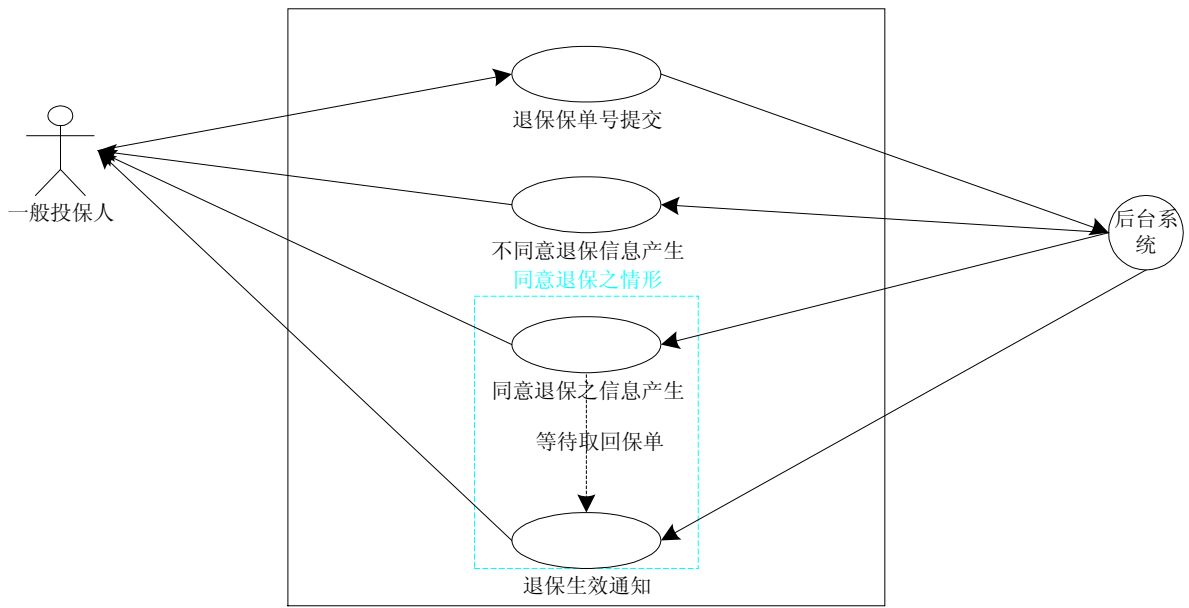 退保保单号提交
一般投保人
后台系
统
不同意退保信息产生
同意退保之情形
同意退保之信息产生
等待取回保单
退保生效通知